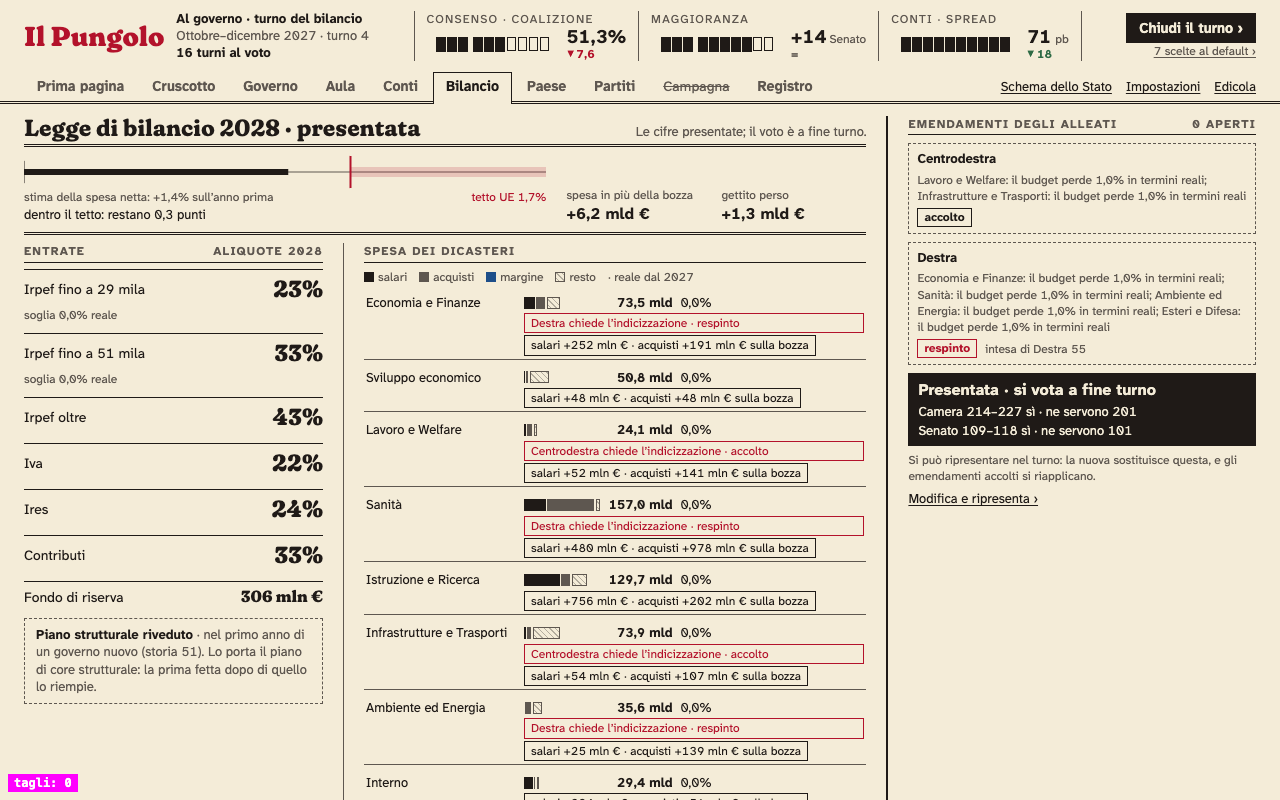 Il Pungolo
Al governo · turno del bilancio
Ottobre–dicembre 2027 · turno 4
16 turni al voto
CONSENSO · COALIZIONE
51,3%
▼7,6
MAGGIORANZA
+14 Senato
=
CONTI · SPREAD
71 pb
▼18
Chiudi il turno ›
7 scelte al default ›
Prima pagina Cruscotto Governo Aula Conti Bilancio Paese Partiti Campagna Registro
Schema dello Stato Impostazioni Edicola
Legge di bilancio 2028 · presentata
Le cifre presentate; il voto è a fine turno.
stima della spesa netta: +1,4% sull’anno prima
tetto UE 1,7%
dentro il tetto: restano 0,3 punti
spesa in più della bozza
+6,2 mld €
gettito perso
+1,3 mld €
ENTRATE ALIQUOTE 2028
Irpef fino a 29 mila 23%
soglia 0,0% reale
Irpef fino a 51 mila 33%
soglia 0,0% reale
Irpef oltre 43%
Iva 22%
Ires 24%
Contributi 33%
Fondo di riserva 306 mln €
Piano strutturale riveduto · nel primo anno di
un governo nuovo (storia 51). Lo porta il piano
di core strutturale: la prima fetta dopo di quello
lo riempie.
SPESA DEI DICASTERI
salari acquisti margine resto · reale dal 2027
Economia e Finanze 73,5 mld 0,0%
Destra chiede l’indicizzazione · respinto
salari +252 mln € · acquisti +191 mln € sulla bozza
Sviluppo economico 50,8 mld 0,0%
salari +48 mln € · acquisti +48 mln € sulla bozza
Lavoro e Welfare 24,1 mld 0,0%
Centrodestra chiede l’indicizzazione · accolto
salari +52 mln € · acquisti +141 mln € sulla bozza
Sanità 157,0 mld 0,0%
Destra chiede l’indicizzazione · respinto
salari +480 mln € · acquisti +978 mln € sulla bozza
Istruzione e Ricerca 129,7 mld 0,0%
salari +756 mln € · acquisti +202 mln € sulla bozza
Infrastrutture e Trasporti 73,9 mld 0,0%
Centrodestra chiede l’indicizzazione · accolto
salari +54 mln € · acquisti +107 mln € sulla bozza
Ambiente ed Energia 35,6 mld 0,0%
Destra chiede l’indicizzazione · respinto
salari +25 mln € · acquisti +139 mln € sulla bozza
Interno 29,4 mld 0,0%
EMENDAMENTI DEGLI ALLEATI 0 APERTI
Centrodestra
Lavoro e Welfare: il budget perde 1,0% in termini reali;
Infrastrutture e Trasporti: il budget perde 1,0% in termini reali
accolto
Destra
Economia e Finanze: il budget perde 1,0% in termini reali;
Sanità: il budget perde 1,0% in termini reali; Ambiente ed
Energia: il budget perde 1,0% in termini reali; Esteri e Difesa:
il budget perde 1,0% in termini reali
respinto intesa di Destra 55
Presentata · si vota a fine turno
Camera 214–227 sì · ne servono 201
Senato 109–118 sì · ne servono 101
Si può ripresentare nel turno: la nuova sostituisce questa, e gli
emendamenti accolti si riapplicano.
Modifica e ripresenta ›
tagli: 0